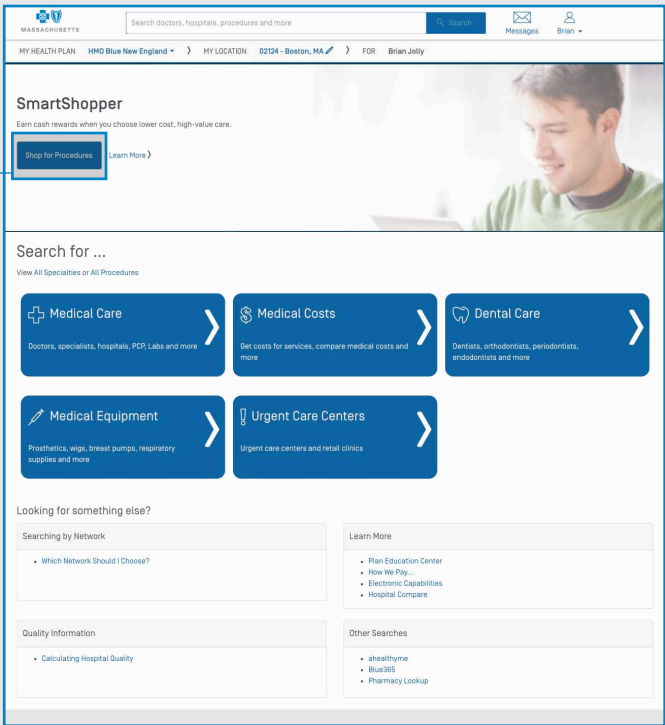 MASSACHUSETTS
Search doctors, hospitals, procedures and more
Search
Messages
Brian
MY HEALTH PLAN HMO Blue New England MY LOCATION 02124 - Boston, MA FOR Brian Jolly
SmartShopper
Earn cash rewards when you choose lower cost, high-value care.
Shop for Procedures
Learn More
Search for ...
View All Specialties or All Procedures
Medical Care
Doctors, specialists, hospitals, PCP, Labs and more
Medical Costs
Get costs for services, compare medical costs and
more
Dental Care
Dentists, orthodontists, periodontists,
endodontists and more
Medical Equipment
Prosthetics, wigs, breast pumps, respiratory
supplies and more
Urgent Care Centers
Urgent care centers and retail clinics
Looking for something else?
Searching by Network
• Which Network Should I Choose?
Learn More
• Plan Education Center
• How We Pay...
• Electronic Capabilities
• Hospital Compare
Quality Information
• Calculating Hospital Quality
Other Searches
• ahealthyme
• Blue365
• Pharmacy Lookup